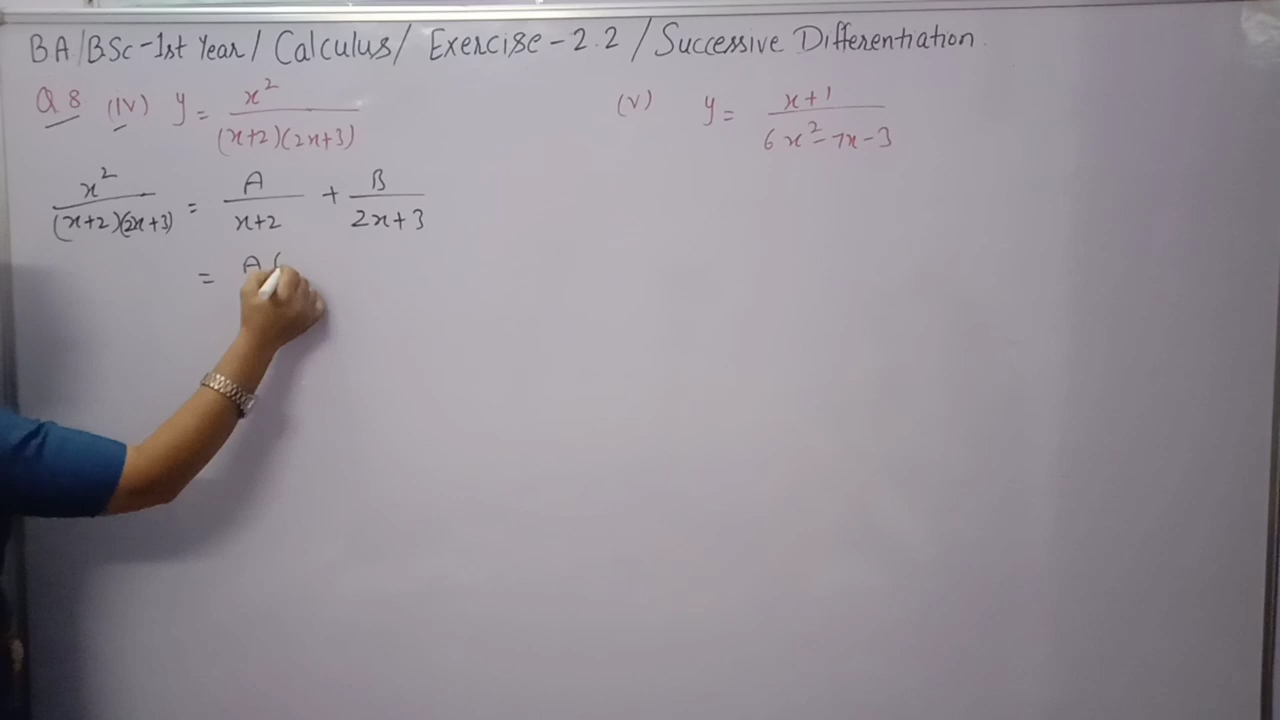 BA/BSc-1st Year/ Calculus/ Exercise-2.2/ Successive Differentiation
Q 8 (iv) y = x² / (x+2)(2x+3)
(v) y = x+1 / 6x²-7x-3
x² / (x+2)(2x+3) = A / x+2 + B / 2x+3
= A (